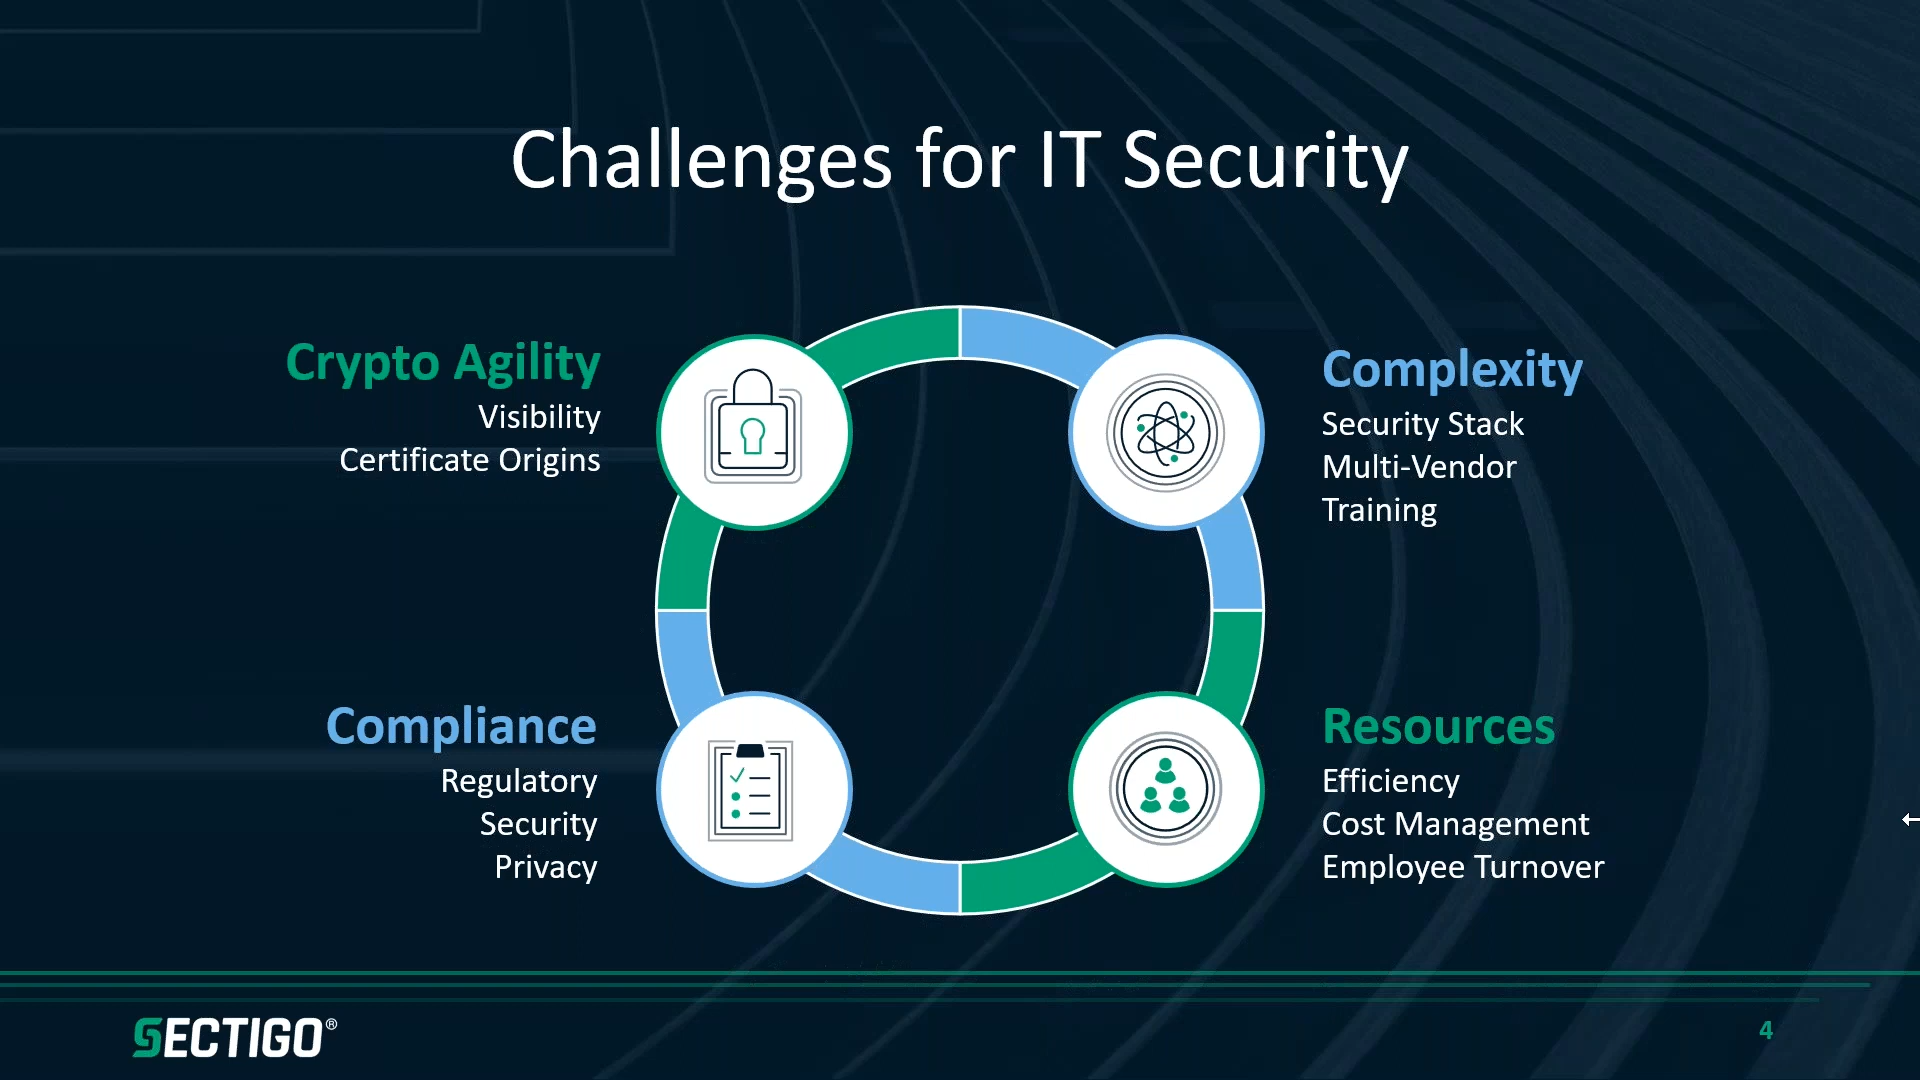 Challenges for IT Security
Crypto Agility
Visibility
Certificate Origins
Complexity
Security Stack
Multi-Vendor
Training
Compliance
Regulatory
Security
Privacy
Resources
Efficiency
Cost Management
Employee Turnover
SECTIGO®
4